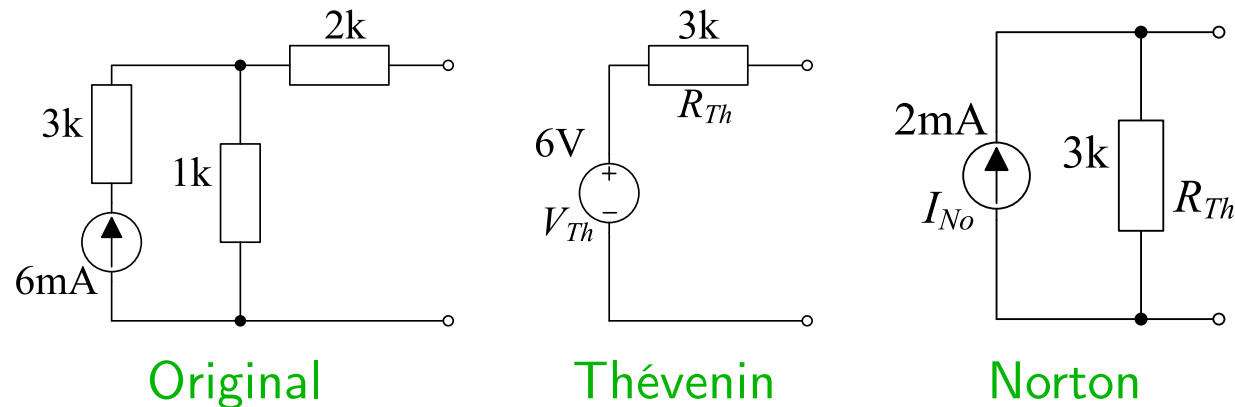 2k
3k
1k
6mA
Original
3k
R_Th
6V
+
−
V_Th
Thévenin
2mA
3k
I_No
R_Th
Norton